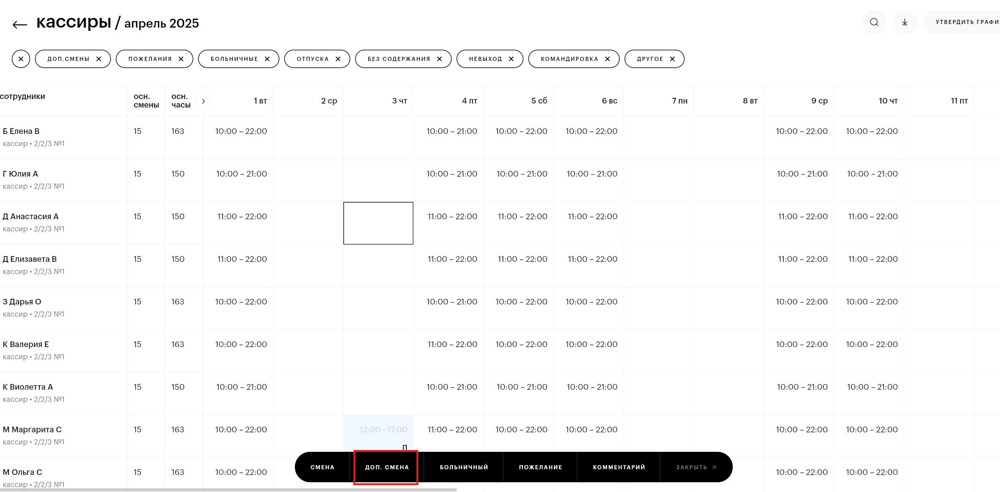 кассиры / апрель 2025
УТВЕРДИТЬ ГРАФИ
ДОП.СМЕНЫ ПОЖЕЛАНИЯ БОЛЬНИЧНЫЕ ОТПУСКА БЕЗ СОДЕРЖАНИЯ НЕВЫХОД КОМАНДИРОВКА ДРУГОЕ
сотрудники осн. смены осн. часы 1 вт 2 ср 3 чт 4 пт 5 сб 6 вс 7 пн 8 вт 9 ср 10 чт 11 пт
Б Елена В 15 163 10:00 – 22:00 10:00 – 21:00 10:00 – 22:00 10:00 – 22:00 10:00 – 22:00 10:00 – 22:00
кассир • 2/2/3 №1
Г Юлия А 15 150 10:00 – 21:00 10:00 – 21:00 10:00 – 21:00 10:00 – 21:00 10:00 – 21:00 10:00 – 21:00
кассир • 2/2/3 №1
Д Анастасия А 15 150 11:00 – 22:00 11:00 – 22:00 11:00 – 22:00 11:00 – 22:00 11:00 – 22:00 11:00 – 22:00
кассир • 2/2/3 №1
Д Елизавета В 15 150 11:00 – 22:00 11:00 – 22:00 11:00 – 22:00 11:00 – 22:00 11:00 – 22:00 11:00 – 22:00
кассир • 2/2/3 №1
З Дарья О 15 163 10:00 – 22:00 10:00 – 21:00 10:00 – 22:00 10:00 – 22:00 10:00 – 22:00 10:00 – 22:00
кассир • 2/2/3 №1
К Валерия Е 15 163 10:00 – 22:00 11:00 – 22:00 10:00 – 22:00 10:00 – 22:00 10:00 – 22:00 10:00 – 22:00
кассир • 2/2/3 №1
К Виолетта А 15 150 10:00 – 21:00 10:00 – 21:00 10:00 – 21:00 10:00 – 21:00 10:00 – 21:00 10:00 – 21:00
кассир • 2/2/3 №1
М Маргарита С 15 163 10:00 – 22:00 12:00 - 17:00 11:00 – 22:00 10:00 – 22:00 10:00 – 22:00 10:00 – 22:00 10:00 – 22:00
кассир • 2/2/3 №1 П
М Ольга С 15 163 10:00 – 22:00 10:00 – 22:00 10:00 – 22:00
кассир • 2/2/3 №1
СМЕНА ДОП. СМЕНА БОЛЬНИЧНЫЙ ПОЖЕЛАНИЕ КОММЕНТАРИЙ ЗАКРЫТЬ